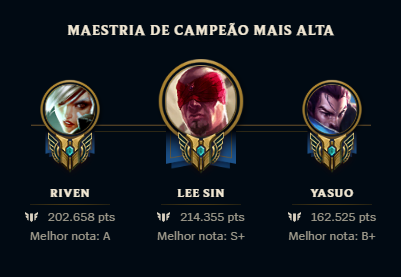 MAESTRIA DE CAMPEÃO MAIS ALTA
RIVEN
202.658 pts
Melhor nota: A
LEE SIN
214.355 pts
Melhor nota: S+
YASUO
162.525 pts
Melhor nota: B+